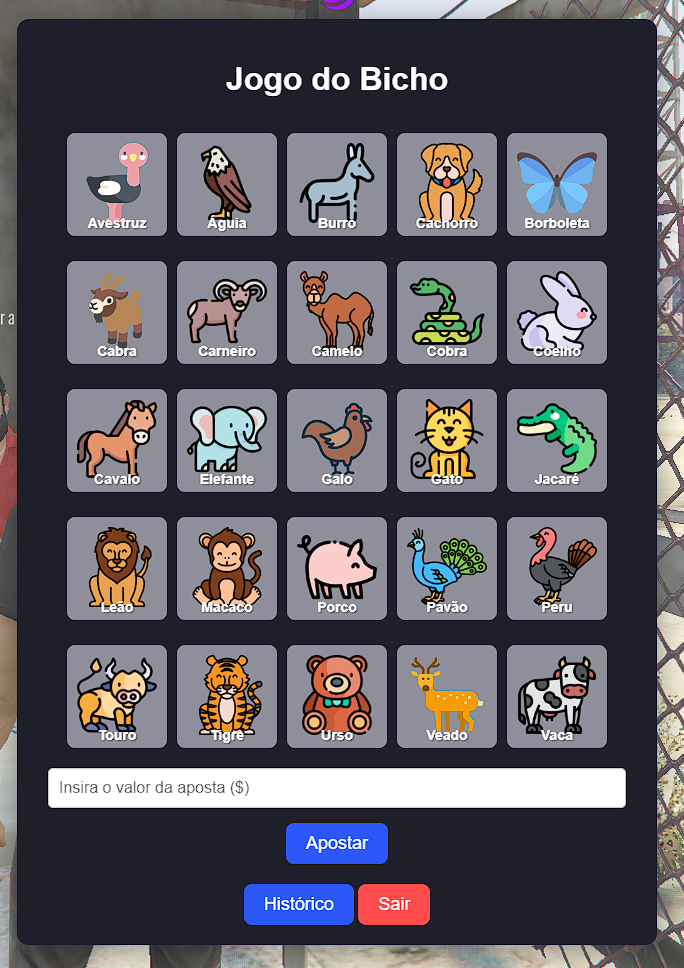 Jogo do Bicho
Avestruz Águia Burro Cachorro Borboleta
Cabra Carneiro Camelo Cobra Coelho
Cavalo Elefante Galo Gato Jacaré
Leão Macaco Porco Pavão Peru
Touro Tigre Urso Veado Vaca
Insira o valor da aposta ($)
Apostar
Histórico Sair